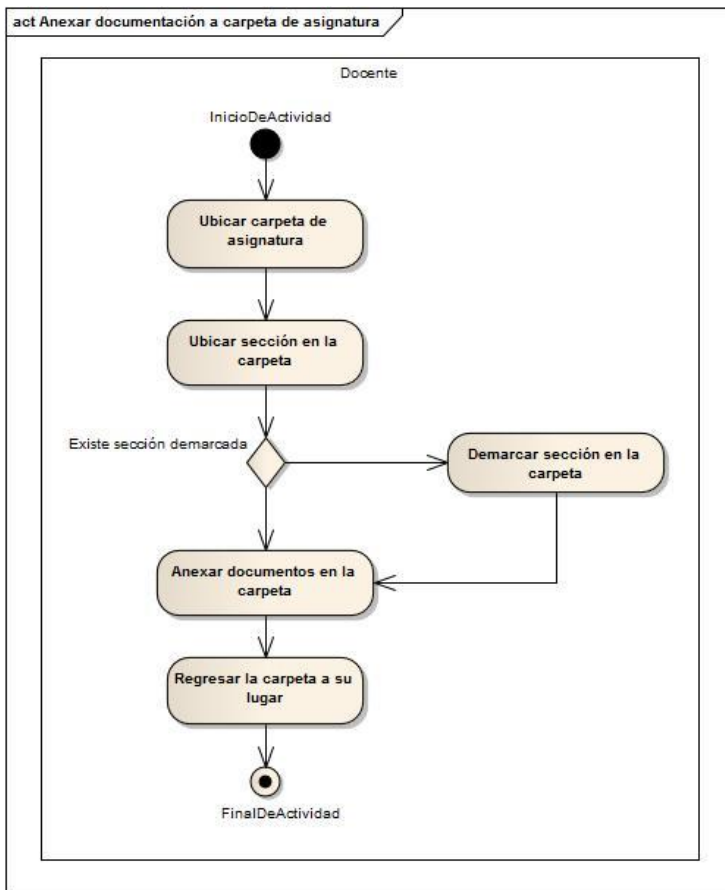 act Anexar documentación a carpeta de asignatura
Docente
InicioDeActividad
Ubicar carpeta de
asignatura
Ubicar sección en la
carpeta
Existe sección demarcada
Demarcar sección en la
carpeta
Anexar documentos en la
carpeta
Regresar la carpeta a su
lugar
FinalDeActividad